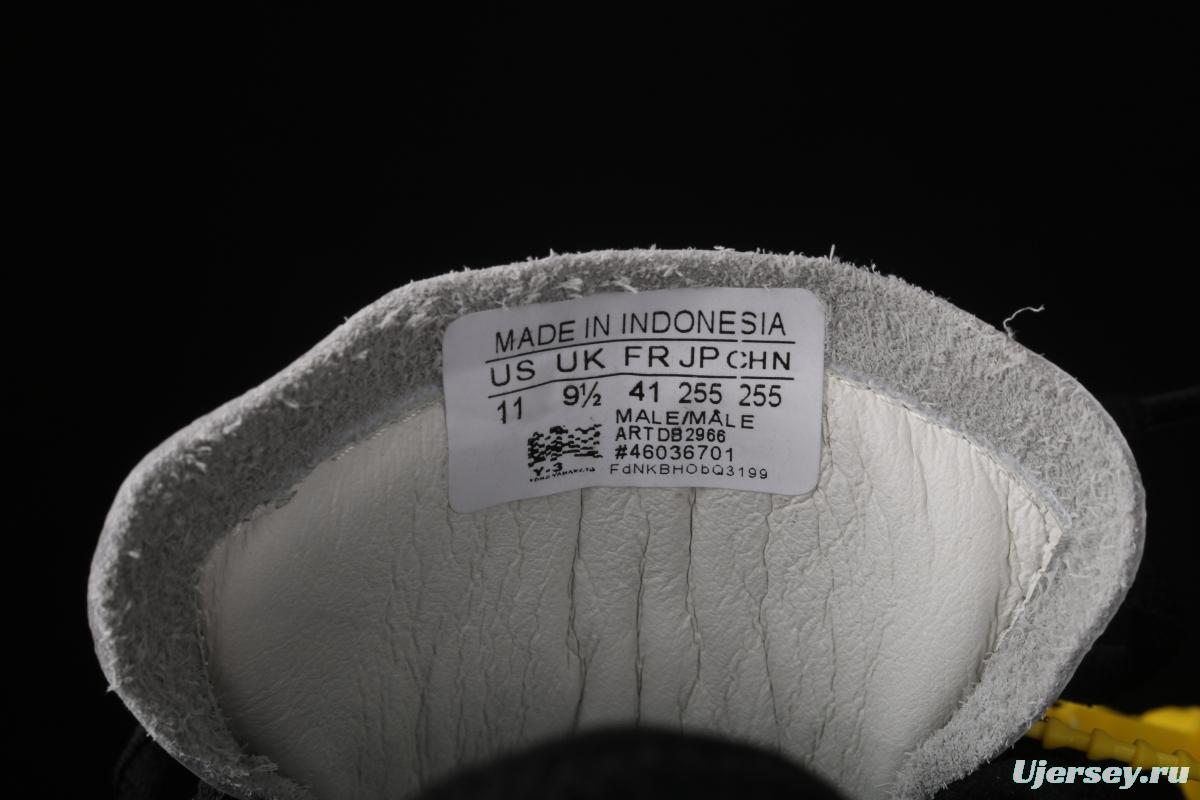 MADE IN INDONESIA
US UK FR JP CHN
11 9½ 41 255 255
MALE/MÂLE
ART DB2966
#46036701
FdNKBHObQ3199
Y-3
Ujersey.ru